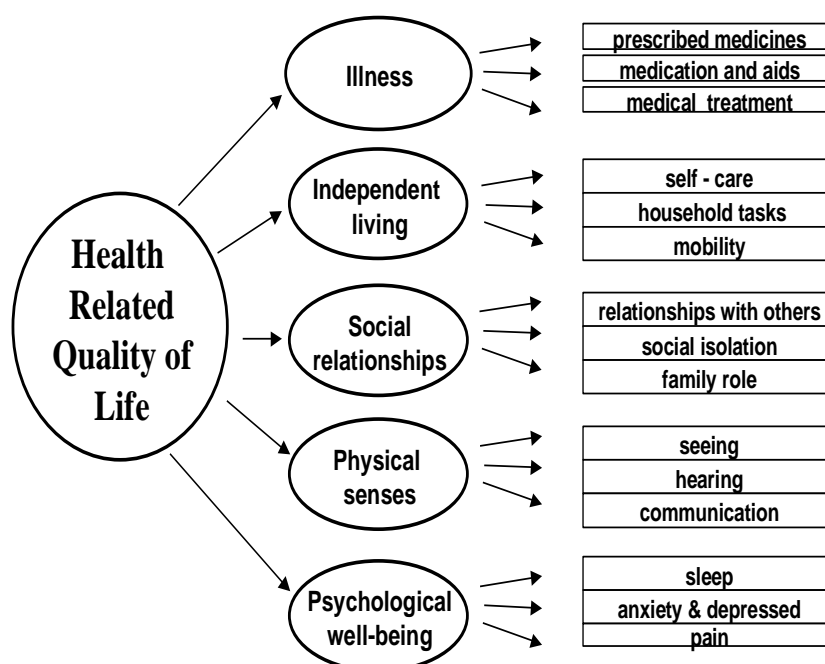 Health
Related
Quality of
Life
Illness
prescribed medicines
medication and aids
medical treatment
Independent
living
self - care
household tasks
mobility
Social
relationships
relationships with others
social isolation
family role
Physical
senses
seeing
hearing
communication
Psychological
well-being
sleep
anxiety & depressed
pain